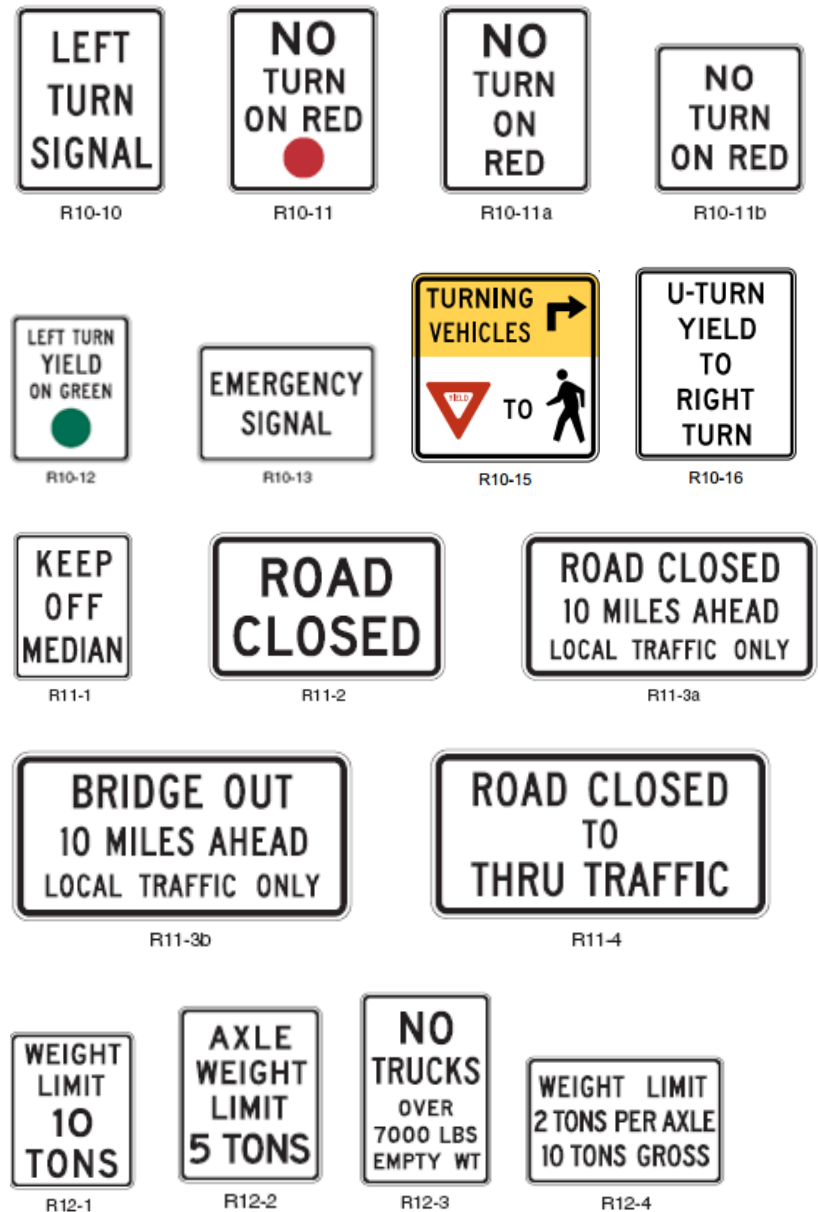 LEFT
TURN
SIGNAL
R10-10
NO
TURN
ON RED
R10-11
NO
TURN
ON
RED
R10-11a
NO
TURN
ON RED
R10-11b
LEFT TURN
YIELD
ON GREEN
R10-12
EMERGENCY
SIGNAL
R10-13
TURNING
VEHICLES
YIELD
TO
R10-15
U-TURN
YIELD
TO
RIGHT
TURN
R10-16
KEEP
OFF
MEDIAN
R11-1
ROAD
CLOSED
R11-2
ROAD CLOSED
10 MILES AHEAD
LOCAL TRAFFIC ONLY
R11-3a
BRIDGE OUT
10 MILES AHEAD
LOCAL TRAFFIC ONLY
R11-3b
ROAD CLOSED
TO
THRU TRAFFIC
R11-4
WEIGHT
LIMIT
10
TONS
R12-1
AXLE
WEIGHT
LIMIT
5 TONS
R12-2
NO
TRUCKS
OVER
7000 LBS
EMPTY WT
R12-3
WEIGHT LIMIT
2 TONS PER AXLE
10 TONS GROSS
R12-4